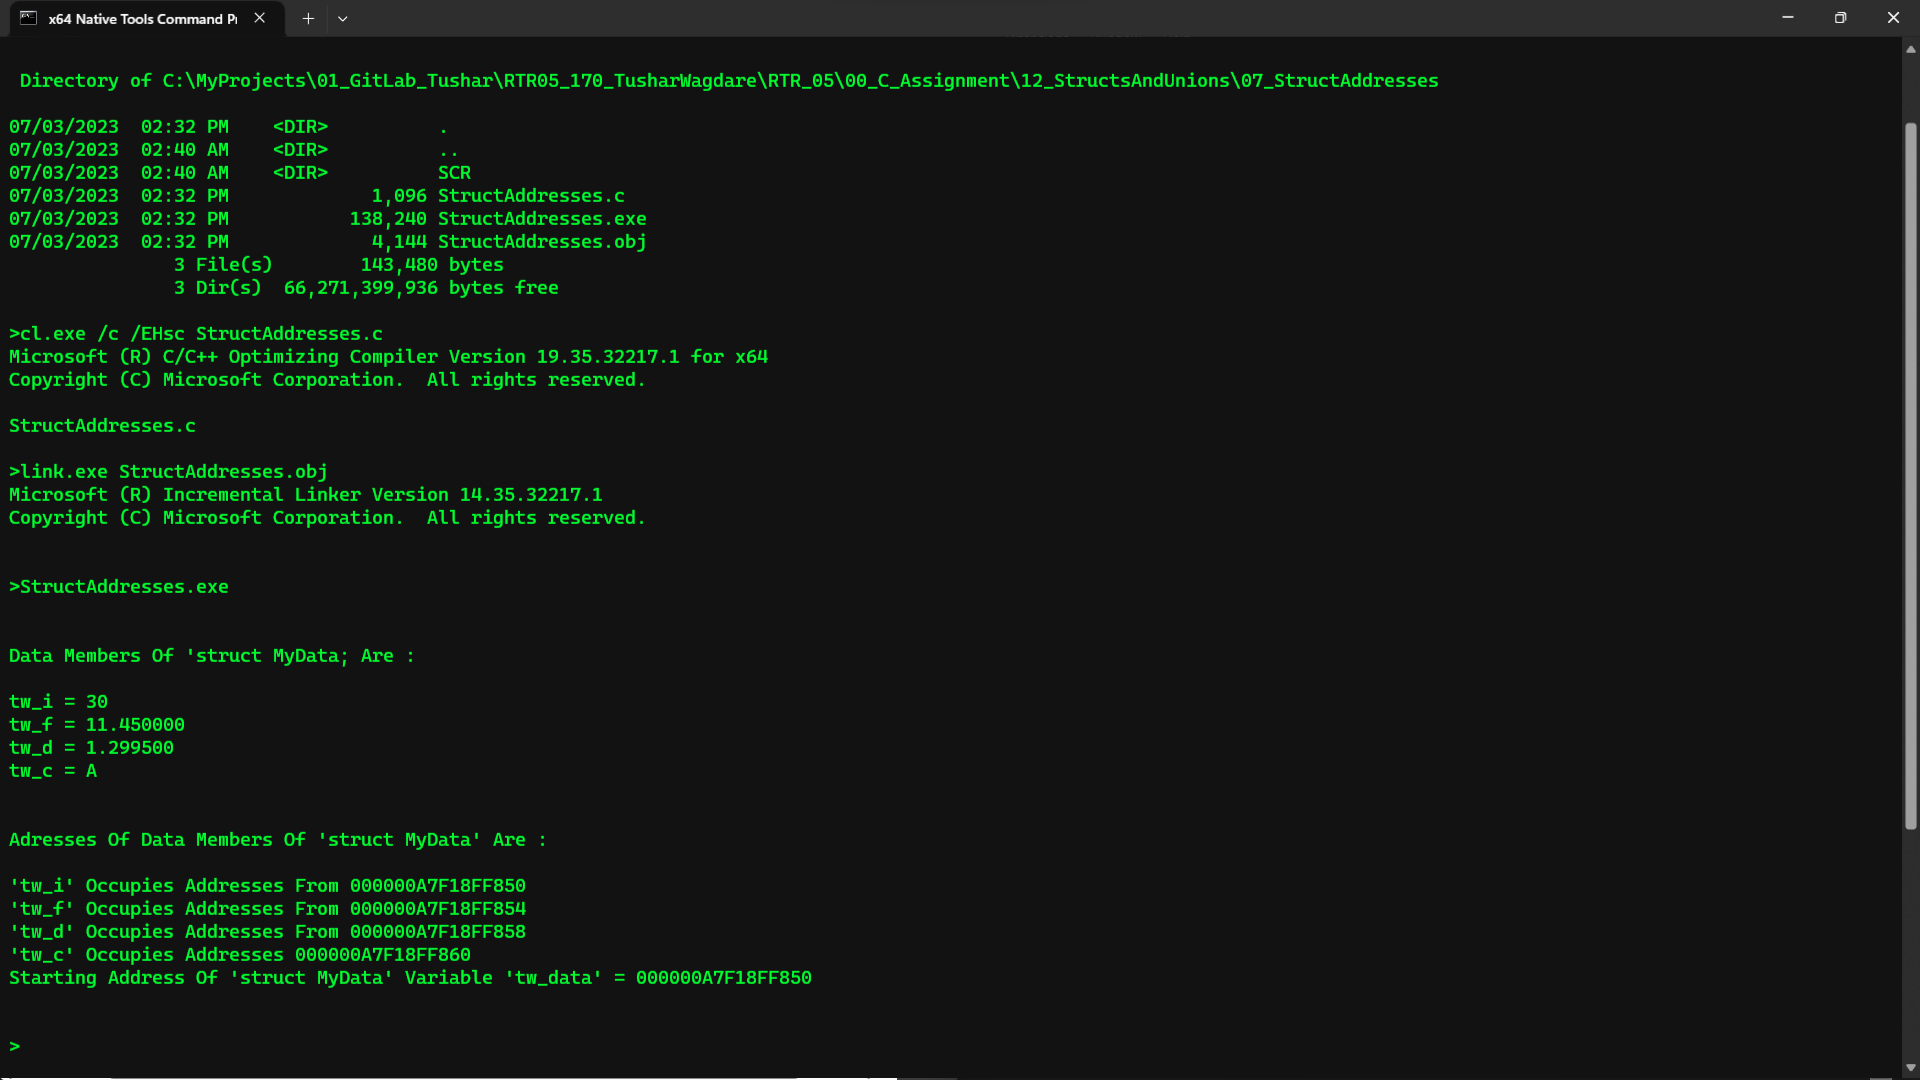 x64 Native Tools Command P
Directory of C:\MyProjects\01_GitLab_Tushar\RTR05_170_TusharWagdare\RTR_05\00_C_Assignment\12_StructsAndUnions\07_StructAddresses
07/03/2023  02:32 PM    <DIR>          .
07/03/2023  02:40 AM    <DIR>          ..
07/03/2023  02:40 AM    <DIR>          SCR
07/03/2023  02:32 PM             1,096 StructAddresses.c
07/03/2023  02:32 PM           138,240 StructAddresses.exe
07/03/2023  02:32 PM             4,144 StructAddresses.obj
3 File(s)        143,480 bytes
3 Dir(s)  66,271,399,936 bytes free
>cl.exe /c /EHsc StructAddresses.c
Microsoft (R) C/C++ Optimizing Compiler Version 19.35.32217.1 for x64
Copyright (C) Microsoft Corporation.  All rights reserved.
StructAddresses.c
>link.exe StructAddresses.obj
Microsoft (R) Incremental Linker Version 14.35.32217.1
Copyright (C) Microsoft Corporation.  All rights reserved.
>StructAddresses.exe
Data Members Of 'struct MyData; Are :
tw_i = 30
tw_f = 11.450000
tw_d = 1.299500
tw_c = A
Adresses Of Data Members Of 'struct MyData' Are :
'tw_i' Occupies Addresses From 000000A7F18FF850
'tw_f' Occupies Addresses From 000000A7F18FF854
'tw_d' Occupies Addresses From 000000A7F18FF858
'tw_c' Occupies Addresses 000000A7F18FF860
Starting Address Of 'struct MyData' Variable 'tw_data' = 000000A7F18FF850
>